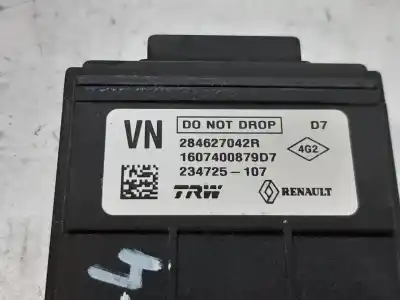 VN
DO NOT DROP
D7
284627042R
1607400879D7
4G2
234725-107
TRW
RENAULT